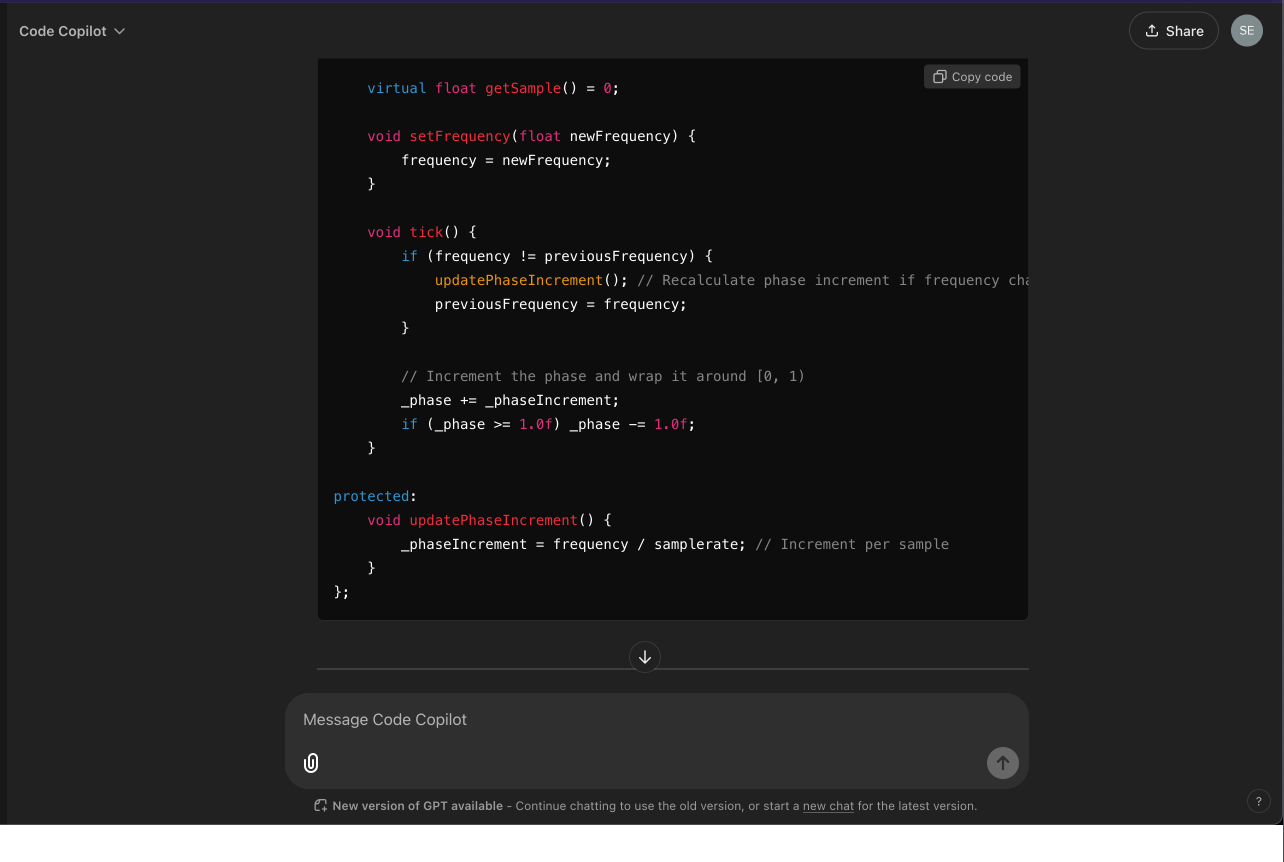 Code Copilot
Share
SE
Copy code
virtual float getSample() = 0;
void setFrequency(float newFrequency) {
frequency = newFrequency;
}
void tick() {
if (frequency != previousFrequency) {
updatePhaseIncrement(); // Recalculate phase increment if frequency cha
previousFrequency = frequency;
}
// Increment the phase and wrap it around [0, 1)
_phase += _phaseIncrement;
if (_phase >= 1.0f) _phase -= 1.0f;
}
protected:
void updatePhaseIncrement() {
_phaseIncrement = frequency / samplerate; // Increment per sample
}
};
Message Code Copilot
New version of GPT available - Continue chatting to use the old version, or start a new chat for the latest version.
?